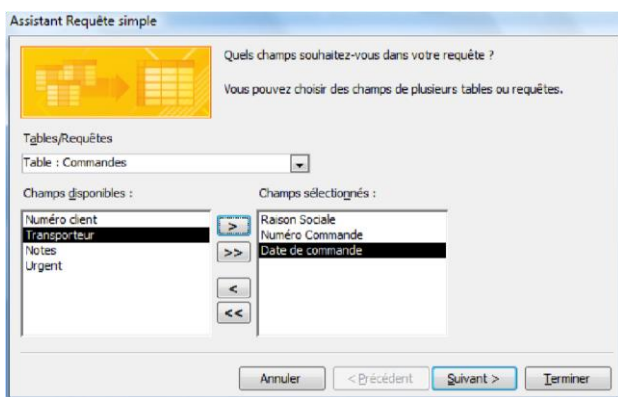 Assistant Requête simple
Quels champs souhaitez-vous dans votre requête ?
Vous pouvez choisir des champs de plusieurs tables ou requêtes.
Tables/Requêtes
Table : Commandes
Champs disponibles :
Numéro client
Transporteur
Notes
Urgent
>
>>
<
<<
Champs sélectionnés :
Raison Sociale
Numéro Commande
Date de commande
Annuler
< Précédent
Suivant >
Terminer